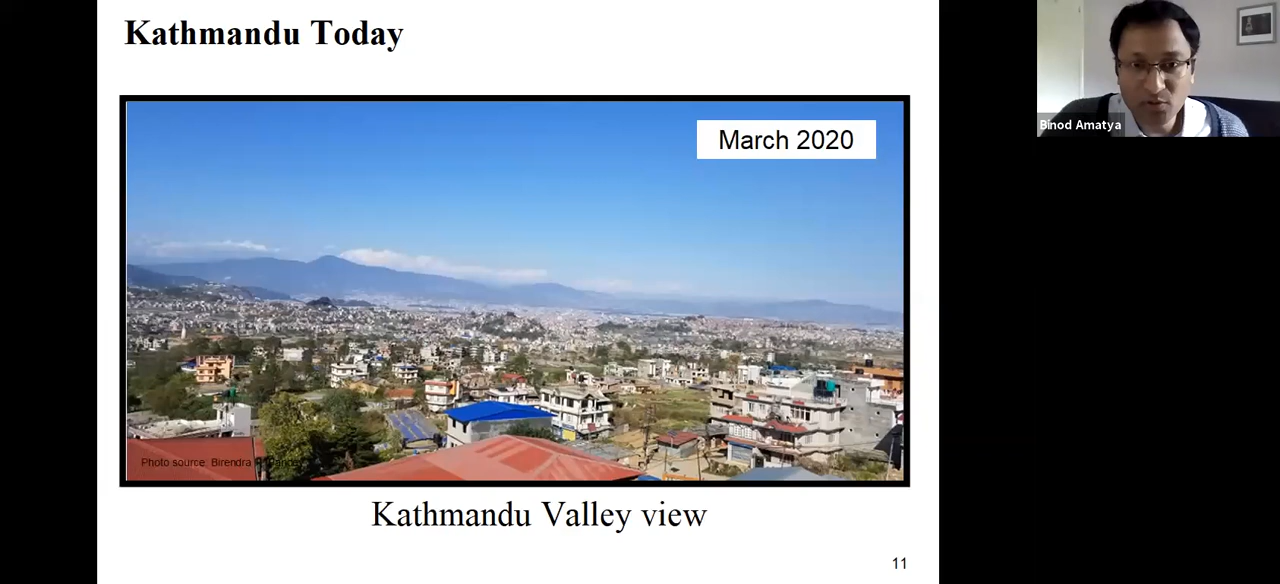 Kathmandu Today
Binod Amatya
March 2020
Photo source: Birendra
Kathmandu Valley view
11